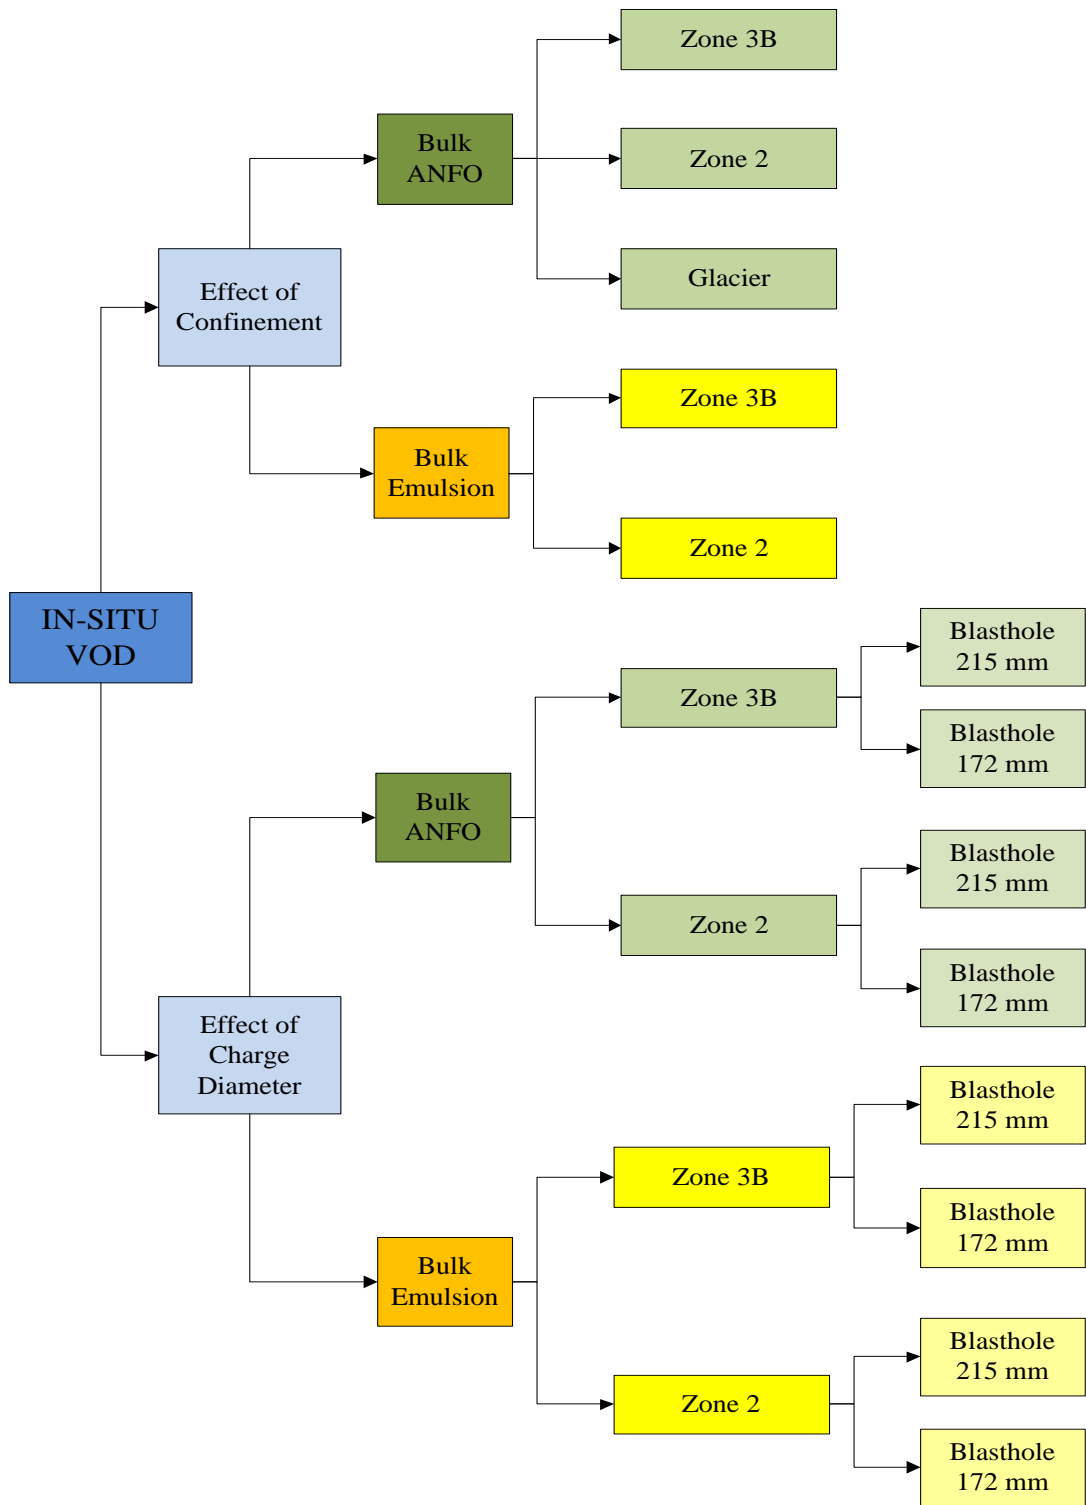 Zone 3B
Bulk
ANFO
Zone 2
Glacier
Effect of
Confinement
Zone 3B
Bulk
Emulsion
Zone 2
IN-SITU
VOD
Blasthole
215 mm
Zone 3B
Blasthole
172 mm
Bulk
ANFO
Blasthole
215 mm
Zone 2
Blasthole
172 mm
Effect of
Charge
Diameter
Blasthole
215 mm
Zone 3B
Blasthole
172 mm
Bulk
Emulsion
Blasthole
215 mm
Zone 2
Blasthole
172 mm